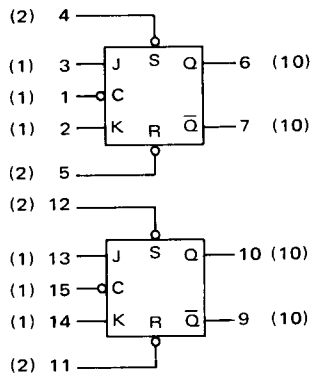 (2) 4
S
(1) 3 J Q 6 (10)
(1) 1 C
(1) 2 K R Q̅ 7 (10)
(2) 5
(2) 12
S
(1) 13 J Q 10 (10)
(1) 15 C
(1) 14 K R Q̅ 9 (10)
(2) 11